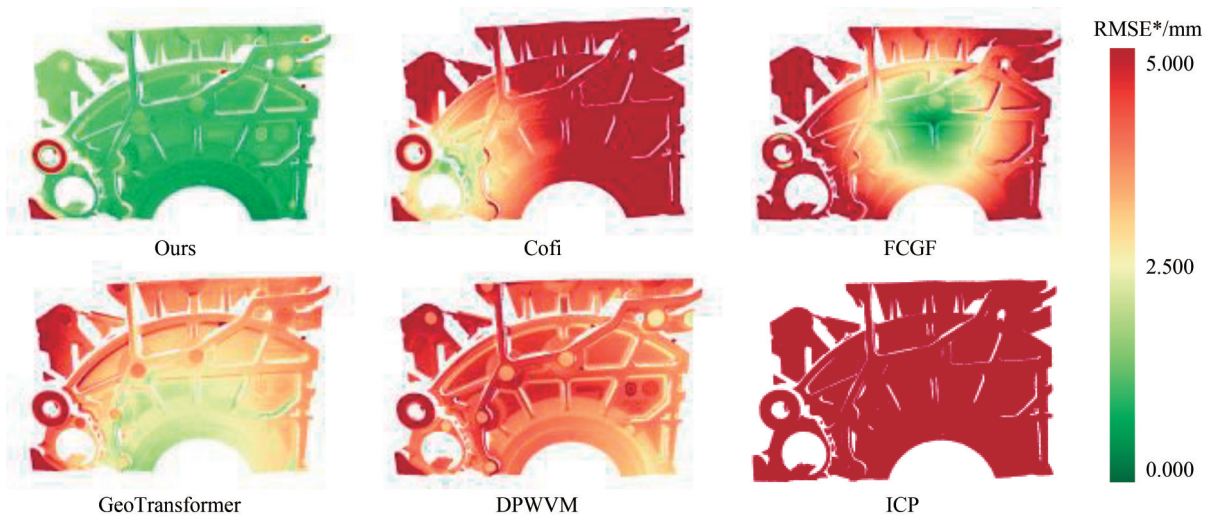 RMSE*/mm
5.000
2.500
0.000
Ours
Cofi
FCGF
GeoTransformer
DPWVM
ICP